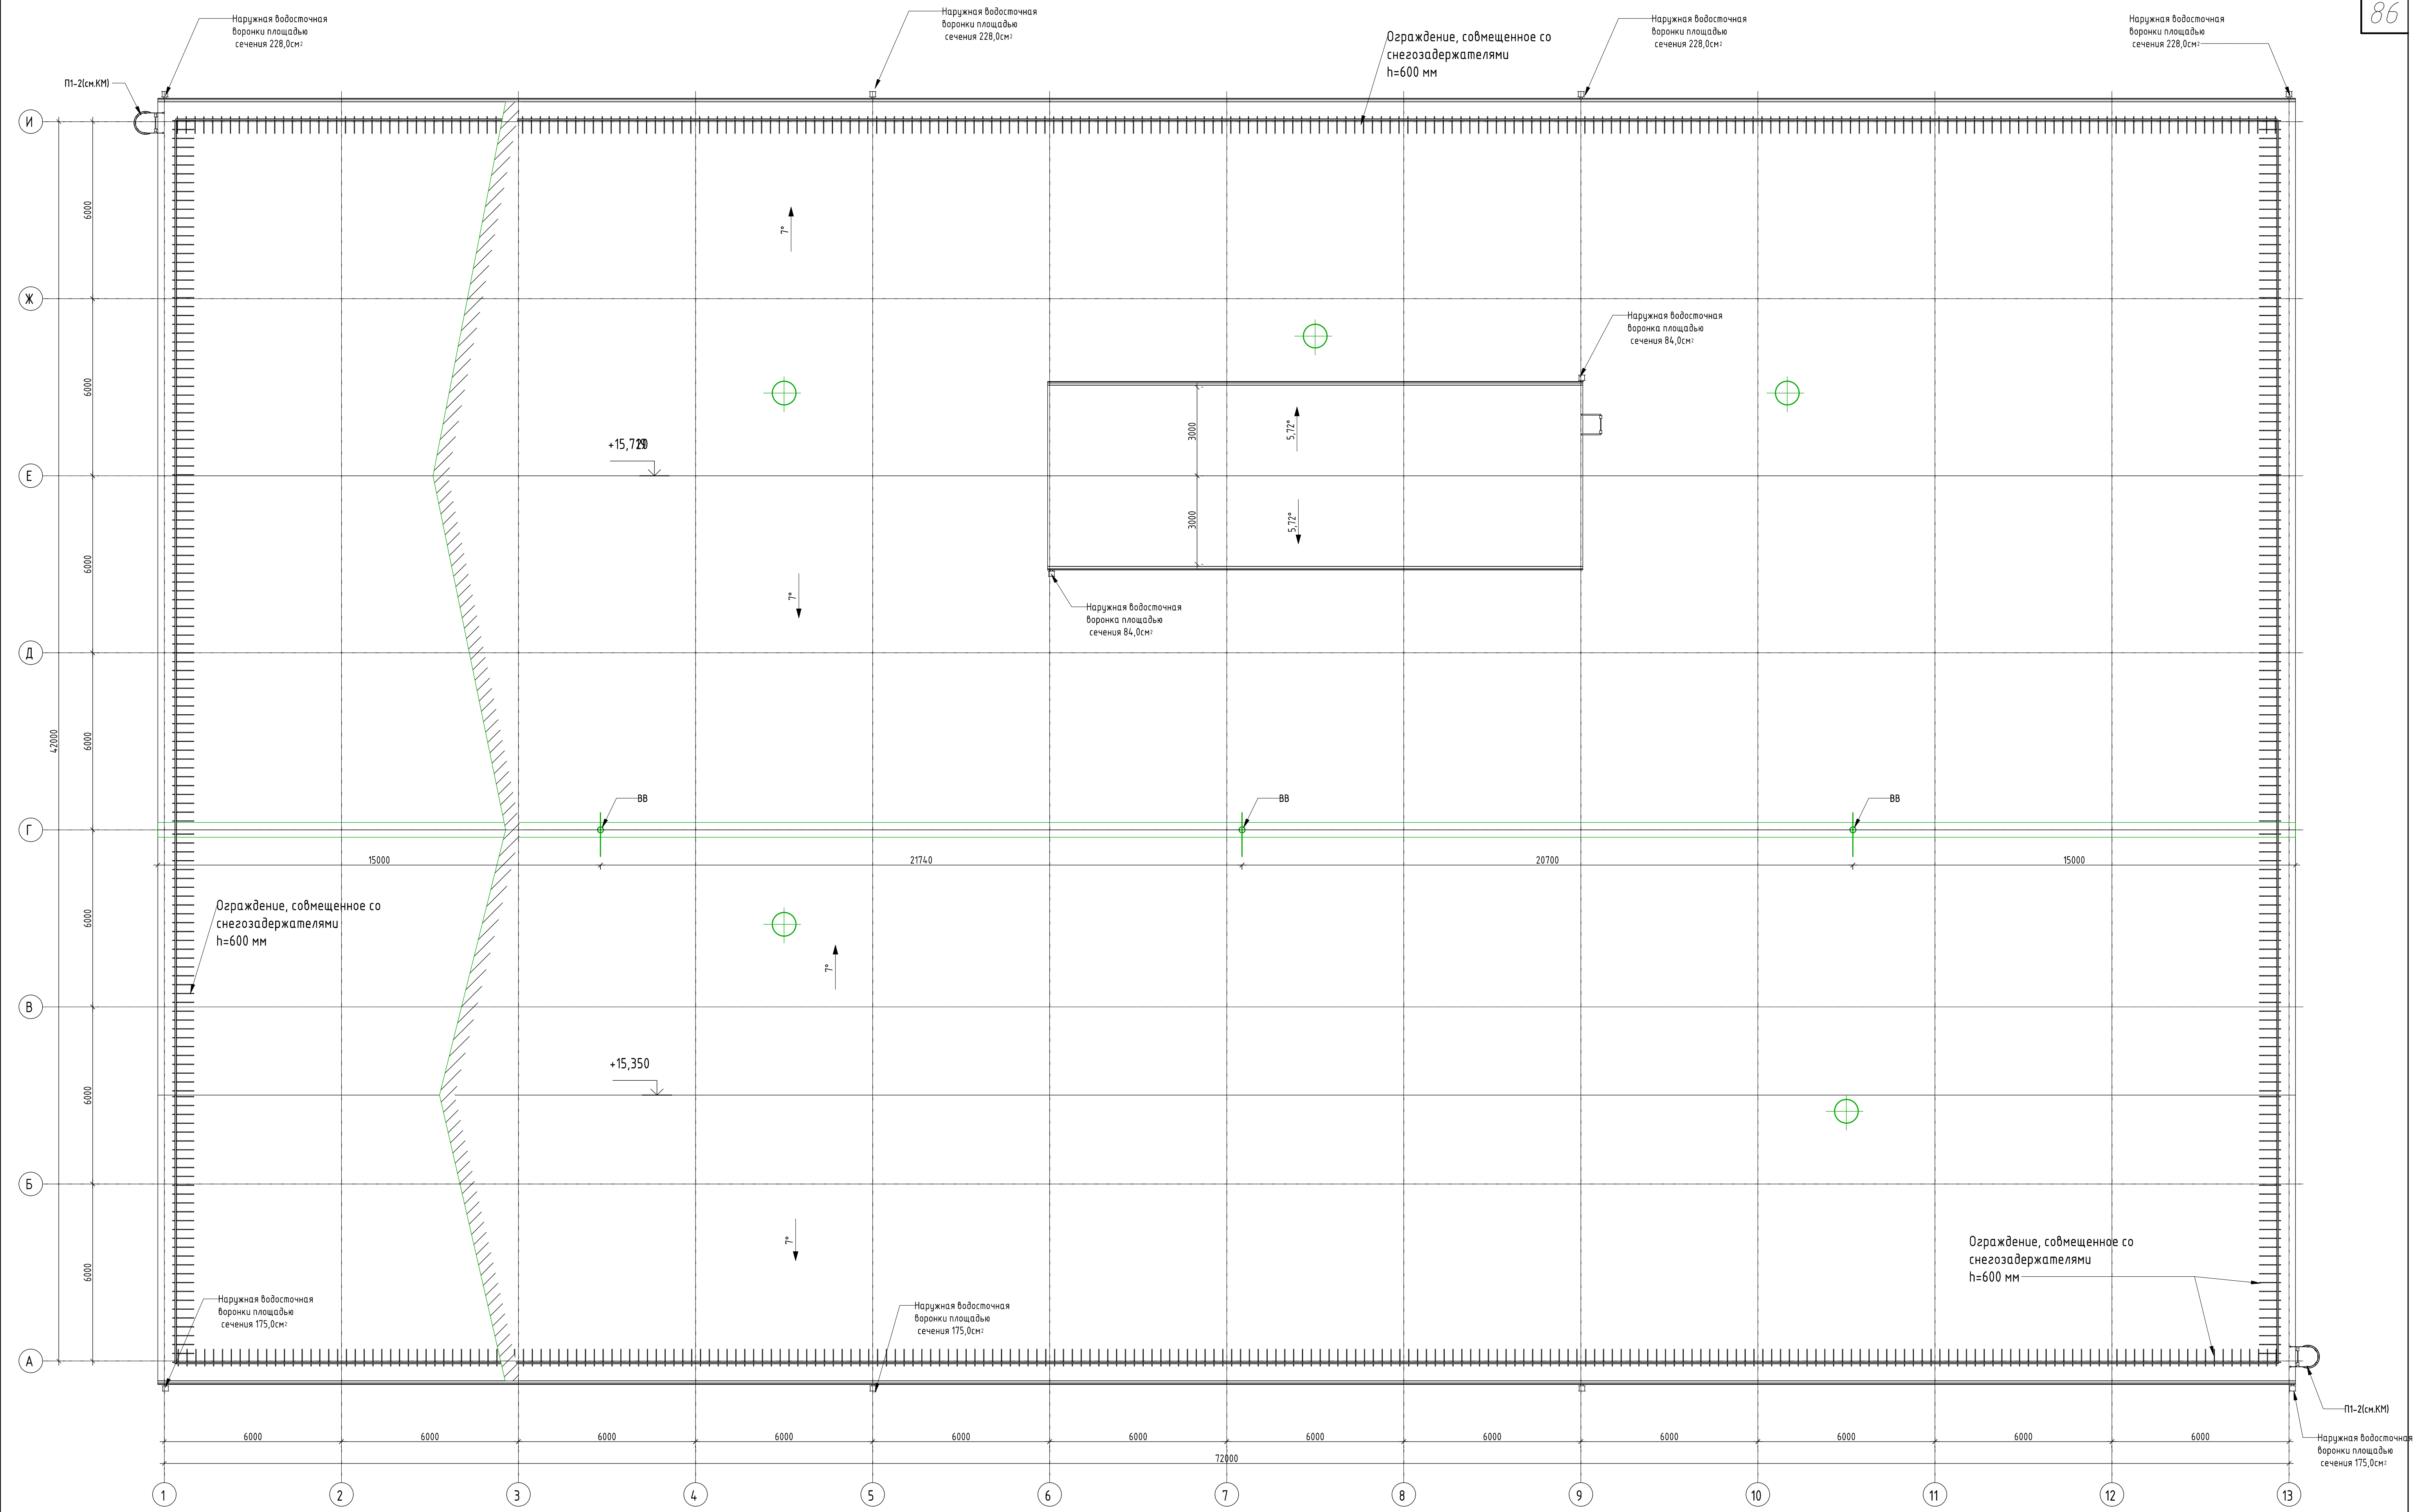 86
Наружная водосточная
воронки площадью
сечения 228,0см²
Наружная водосточная
воронки площадью
сечения 228,0см²
Ограждение, совмещенное со
снегозадержателями
h=600 мм
Наружная водосточная
воронки площадью
сечения 228,0см²
Наружная водосточная
воронки площадью
сечения 228,0см²
П1-2(см.КМ)
И
6000
7°
Ж
Наружная водосточная
воронка площадью
сечения 84,0см²
6000
3000
5,72°
Е
6000
3000
5,72°
7°
Наружная водосточная
воронка площадью
сечения 84,0см²
Д
42000
6000
ВВ
ВВ
ВВ
Г
15000
21740
20700
15000
Ограждение, совмещенное со
снегозадержателями
h=600 мм
6000
7°
В
+15,350
6000
Б
7°
6000
Ограждение, совмещенное со
снегозадержателями
h=600 мм
Наружная водосточная
воронки площадью
сечения 175,0см²
Наружная водосточная
воронки площадью
сечения 175,0см²
А
П1-2(см.КМ)
Наружная водосточная
воронки площадью
сечения 175,0см²
6000 6000 6000 6000 6000 6000 6000 6000 6000 6000 6000 6000
72000
1 2 3 4 5 6 7 8 9 10 11 12 13